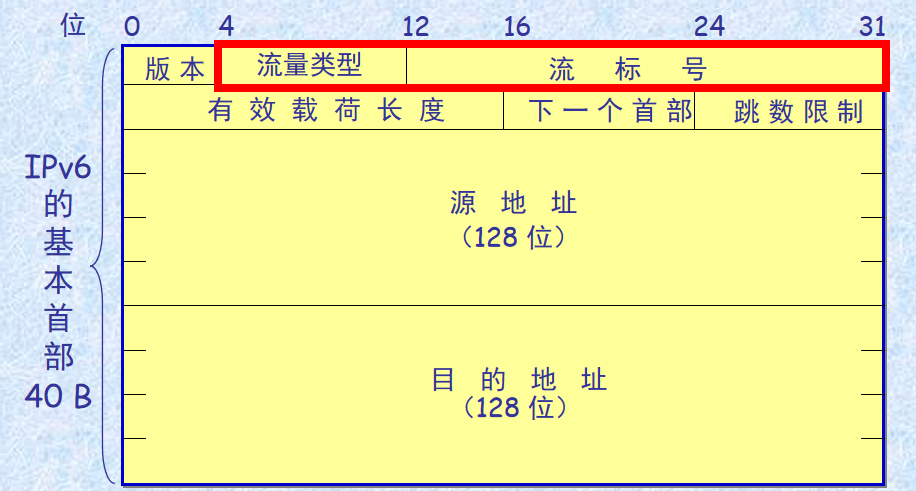 位 0 4 12 16 24 31
版本 流量类型 流标号
有效载荷长度 下一个首部 跳数限制
IPv6
的
基
本
首
部
40 B
源地址
（128 位）
目的地址
（128 位）